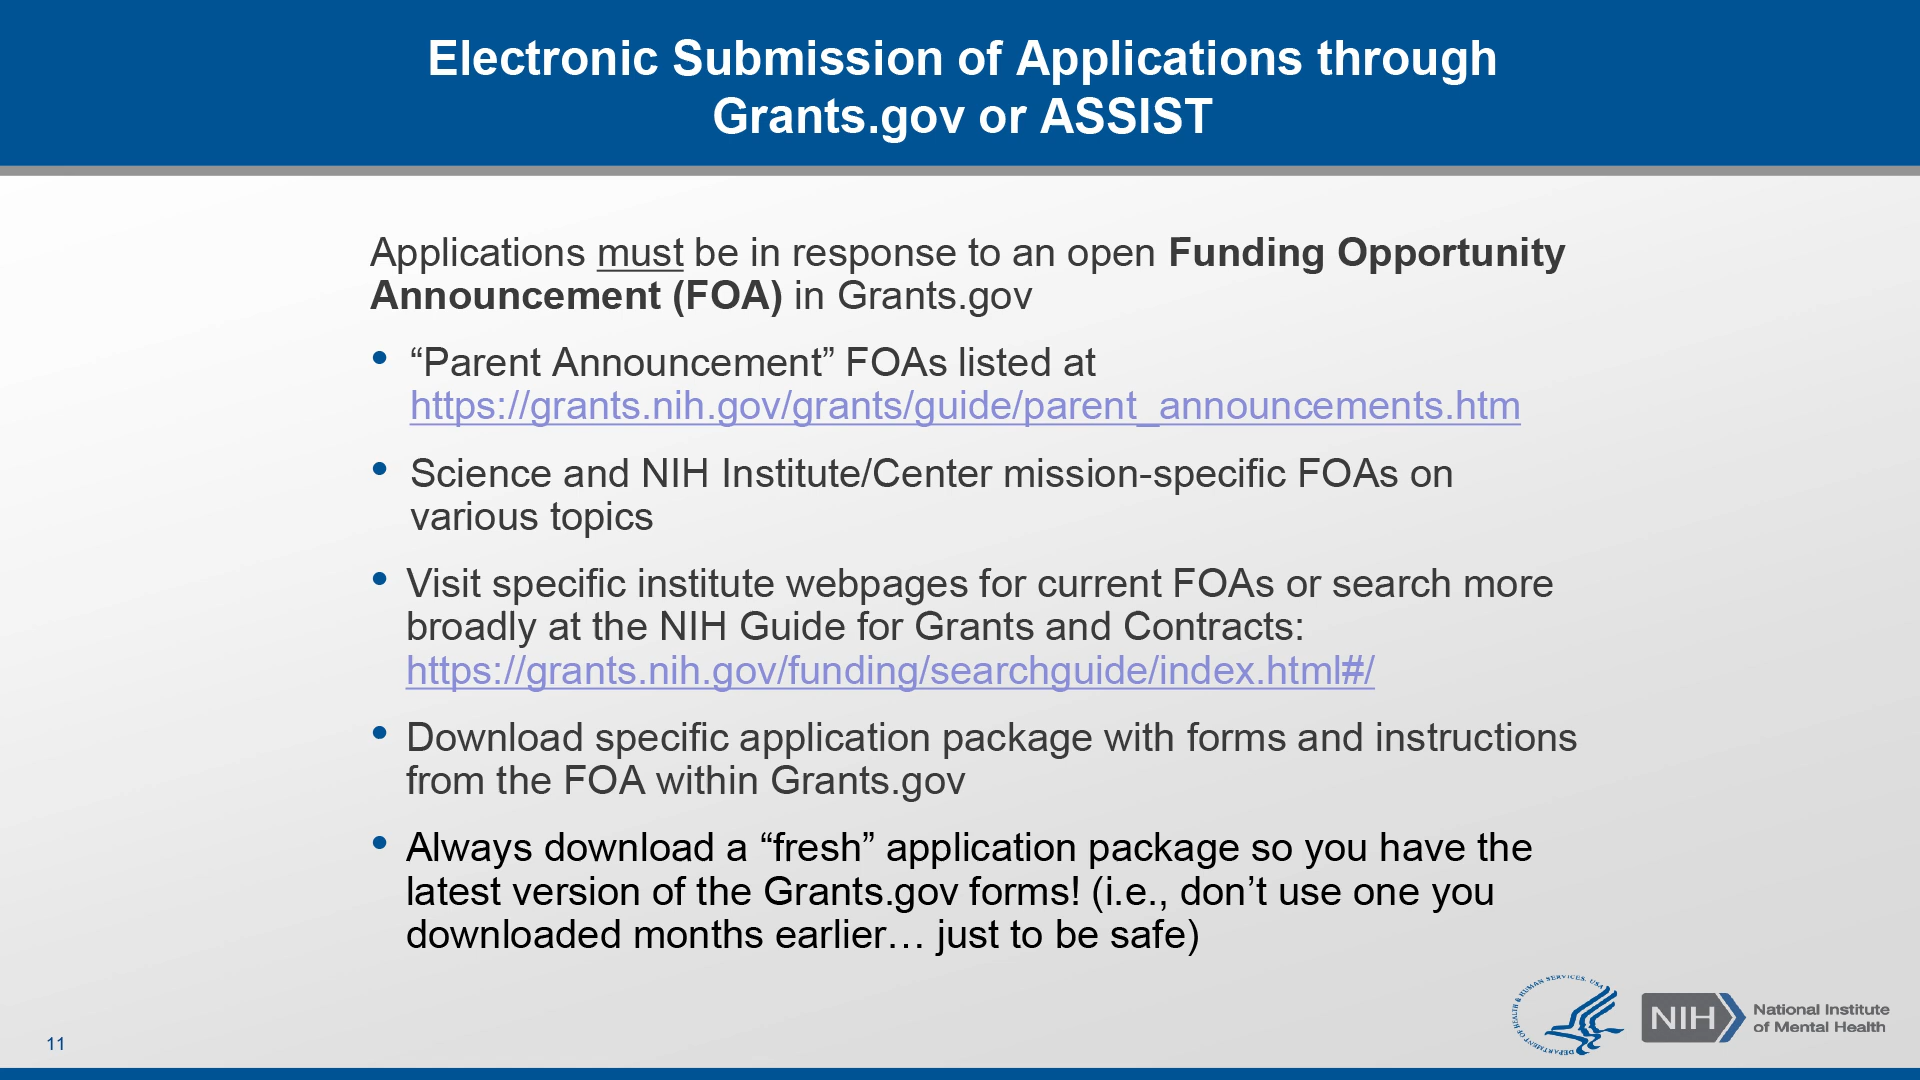 Electronic Submission of Applications through
Grants.gov or ASSIST
Applications must be in response to an open Funding Opportunity
Announcement (FOA) in Grants.gov
• “Parent Announcement” FOAs listed at
https://grants.nih.gov/grants/guide/parent_announcements.htm
• Science and NIH Institute/Center mission-specific FOAs on
various topics
• Visit specific institute webpages for current FOAs or search more
broadly at the NIH Guide for Grants and Contracts:
https://grants.nih.gov/funding/searchguide/index.html#/
• Download specific application package with forms and instructions
from the FOA within Grants.gov
• Always download a “fresh” application package so you have the
latest version of the Grants.gov forms! (i.e., don’t use one you
downloaded months earlier… just to be safe)
DEPARTMENT OF HEALTH & HUMAN SERVICES. USA
NIH
National Institute
of Mental Health
11